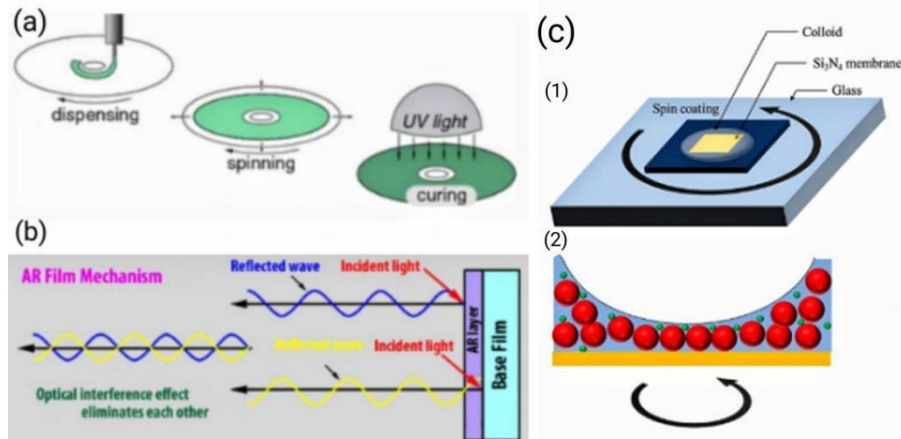 (a)
dispensing
spinning
UV light
curing
(b)
AR Film Mechanism
Reflected wave
Incident light
Reflected wave
Incident light
AR layer
Base Film
Optical interference effect
eliminates each other
(c)
Colloid
Si₃N₄ membrane
Glass
(1)
Spin coating
(2)